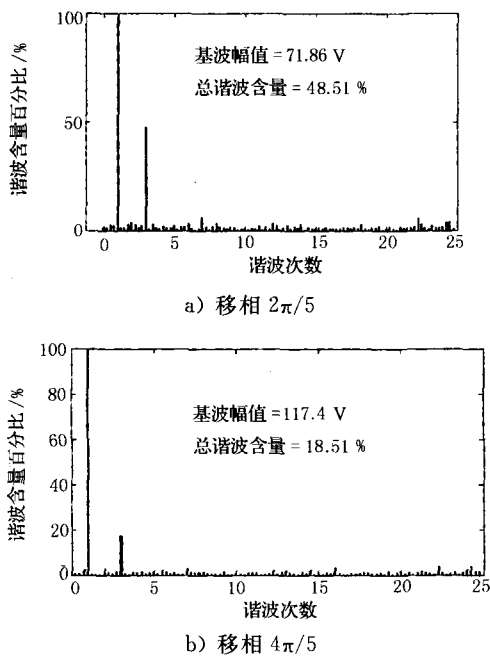 谐波含量百分比/%
100
50
0
基波幅值=71.86 V
总谐波含量=48.51 %
0 5 10 15 20 25
谐波次数
a) 移相 2π/5
谐波含量百分比/%
100
80
60
40
20
0
基波幅值=117.4 V
总谐波含量=18.51 %
0 5 10 15 20 25
谐波次数
b) 移相 4π/5